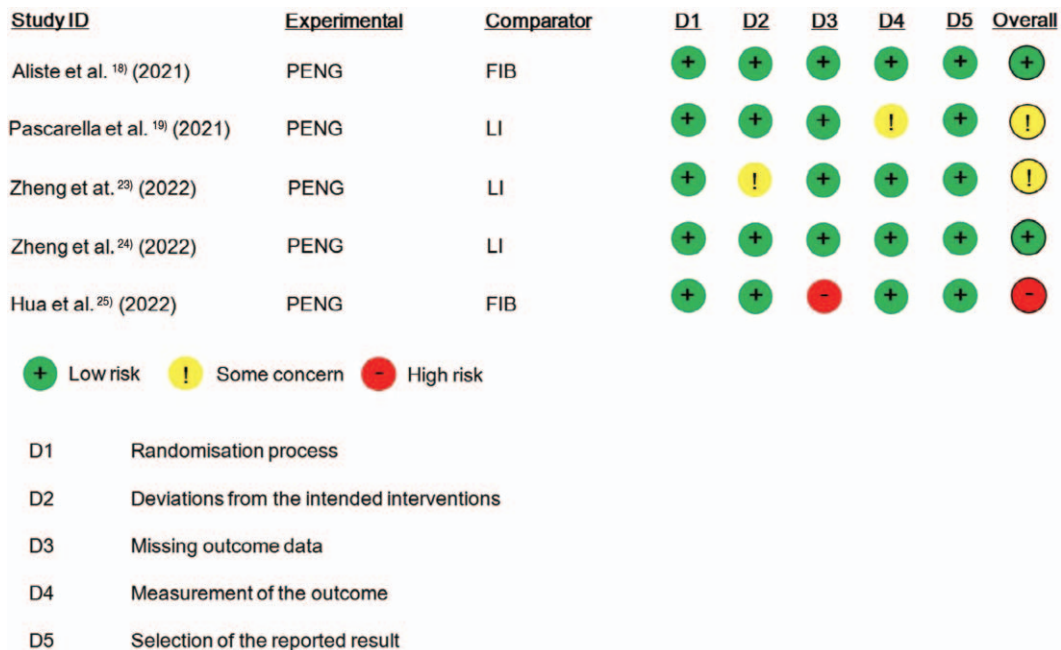 Study ID Experimental Comparator D1 D2 D3 D4 D5 Overall
Aliste et al. 18) (2021) PENG FIB + + + + + +
Pascarella et al. 19) (2021) PENG LI + + + ! + !
Zheng et at. 23) (2022) PENG LI + ! + + + !
Zheng et al. 24) (2022) PENG LI + + + + + +
Hua et al. 25) (2022) PENG FIB + + - + + -
+ Low risk ! Some concern - High risk
D1 Randomisation process
D2 Deviations from the intended interventions
D3 Missing outcome data
D4 Measurement of the outcome
D5 Selection of the reported result